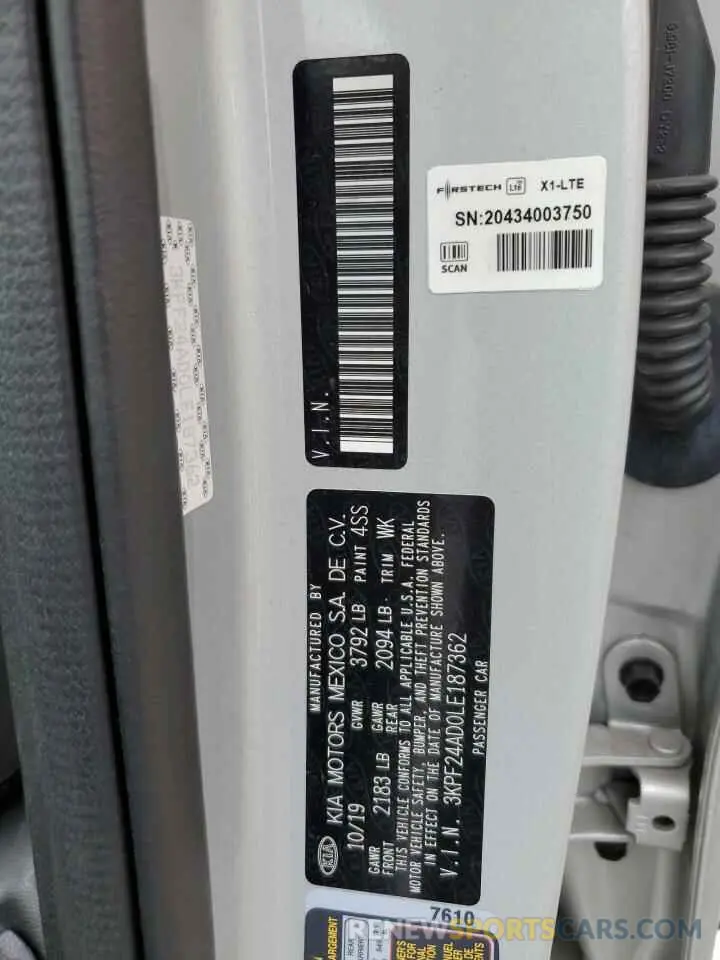 FIRSTECH LTE X1-LTE
SN:20434003750
SCAN
V.I.N.
3KPF24AD0LE187362
MANUFACTURED BY
KIA KIA MOTORS MEXICO S.A. DE C.V.
10/19 GVWR 3792 LB PAINT 4SS
GAWR FRONT 2183 LB GAWR REAR 2094 LB TRIM WK
THIS VEHICLE CONFORMS TO ALL APPLICABLE U.S.A. FEDERAL
MOTOR VEHICLE SAFETY, BUMPER, AND THEFT PREVENTION STANDARDS
IN EFFECT ON THE DATE OF MANUFACTURE SHOWN ABOVE.
V.I.N. 3KPF24AD0LE187362
PASSENGER CAR
7610
REAR
RENEWSPORTSCARS.COM